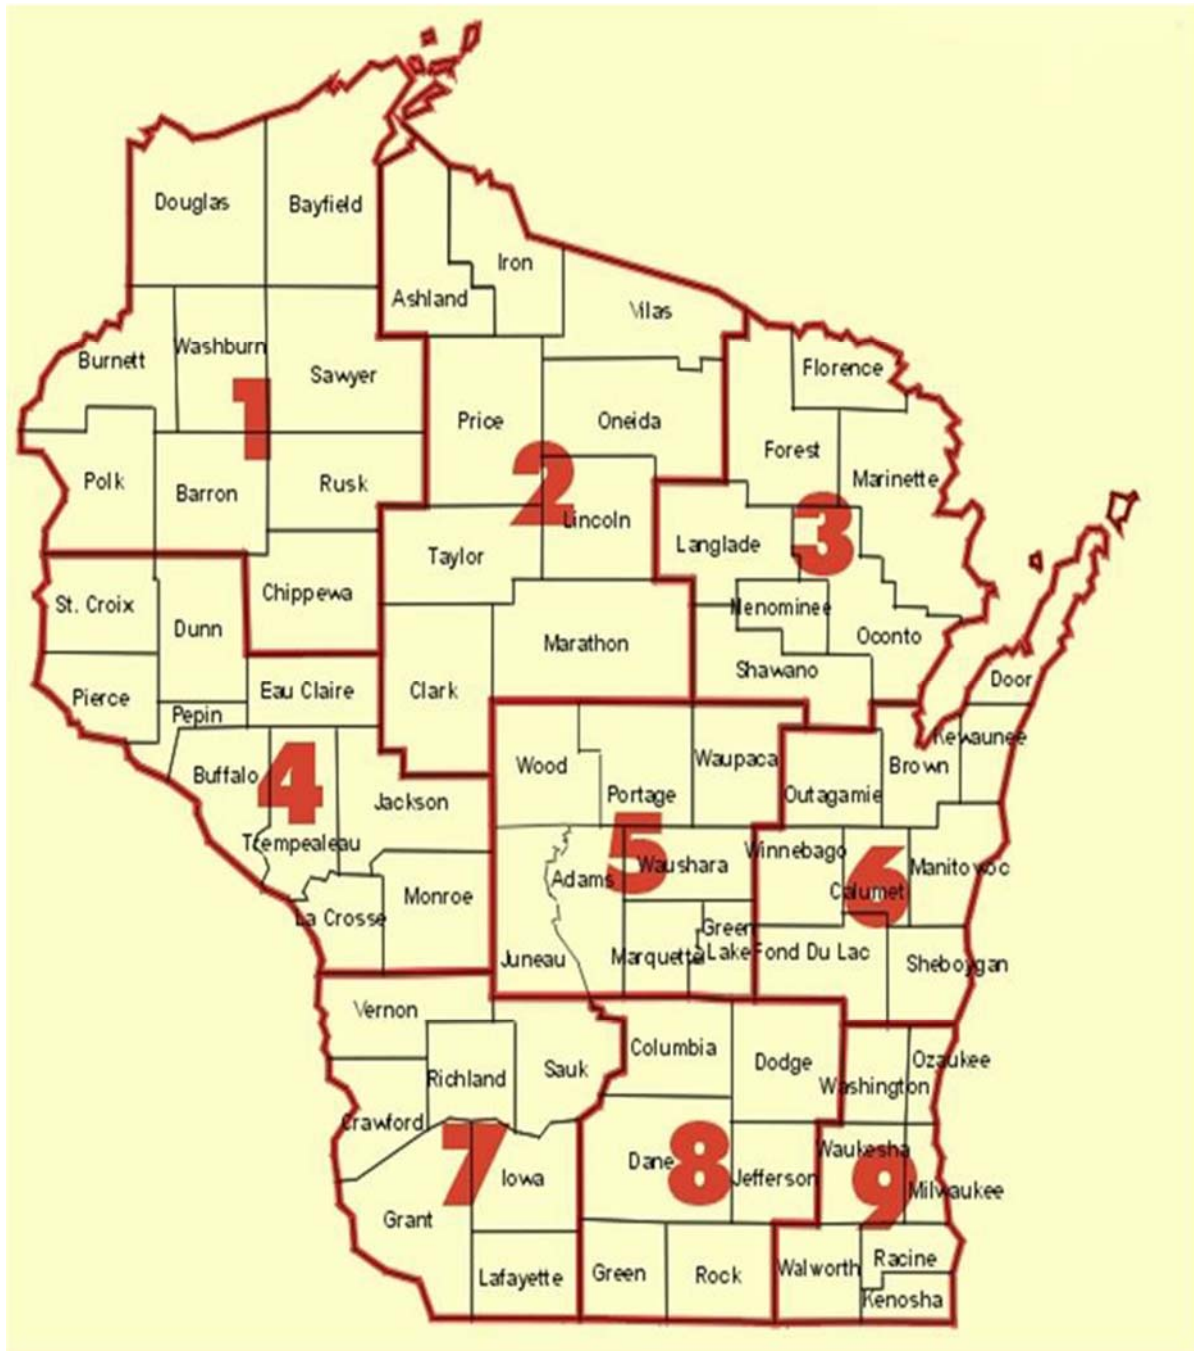 Douglas
Bayfield
Iron
Ashland
Vilas
Burnett
Washburn
Sawyer
Florence
1
Price
Oneida
Forest
Polk
Barron
Rusk
2
Lincoln
Marinette
3
Langlade
Taylor
St. Croix
Chippewa
Dunn
Menominee
Oconto
Marathon
Shawano
Pierce
Eau Claire
Clark
Door
Pepin
Kewaunee
Buffalo
4
Wood
Waupaca
Brown
Jackson
Portage
Outagamie
Trempealeau
5
Waushara
Winnebago
6
Manitowoc
Adams
Calumet
Monroe
La Crosse
Juneau
Marquette
Green
Lake
Fond Du Lac
Sheboygan
Vernon
Columbia
Dodge
Ozaukee
Richland
Sauk
Washington
Crawford
7
Iowa
Dane
8
Jefferson
Waukesha
9
Milwaukee
Grant
Lafayette
Green
Rock
Walworth
Racine
Kenosha